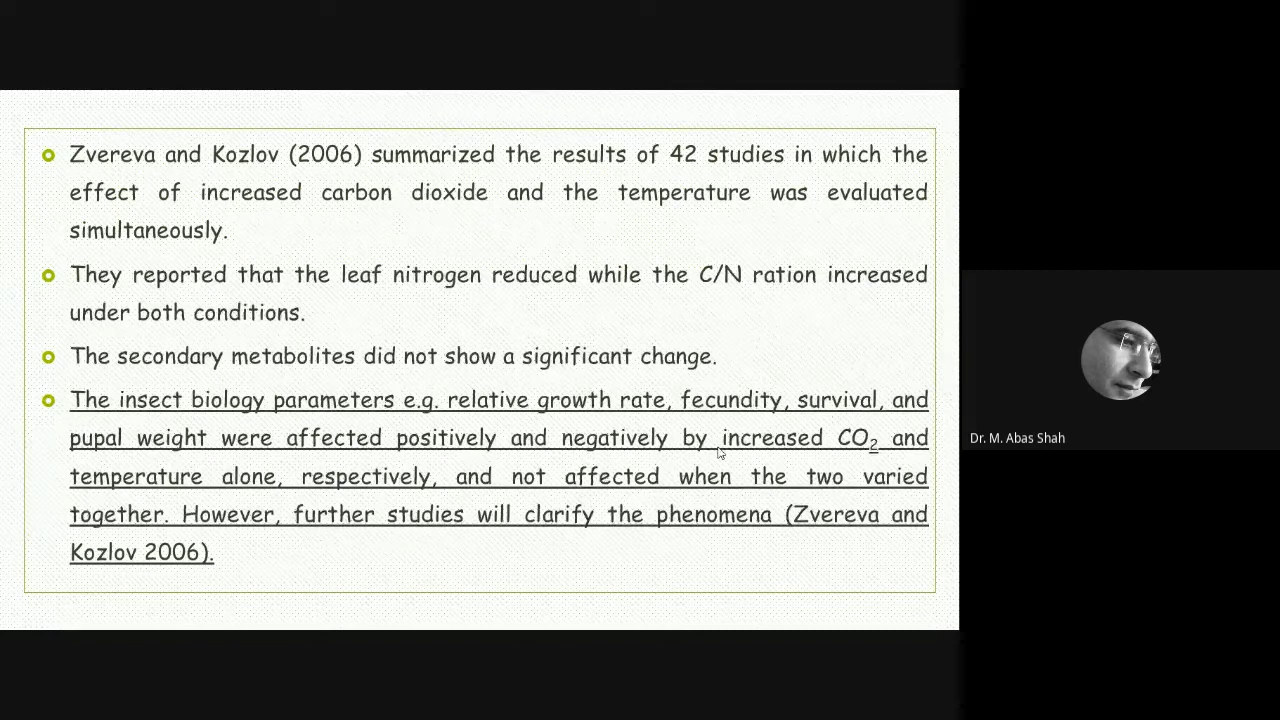 Zvereva and Kozlov (2006) summarized the results of 42 studies in which the
effect of increased carbon dioxide and the temperature was evaluated
simultaneously.
They reported that the leaf nitrogen reduced while the C/N ration increased
under both conditions.
The secondary metabolites did not show a significant change.
The insect biology parameters e.g. relative growth rate, fecundity, survival, and
pupal weight were affected positively and negatively by increased CO₂ and
temperature alone, respectively, and not affected when the two varied
together. However, further studies will clarify the phenomena (Zvereva and
Kozlov 2006).
Dr. M. Abas Shah